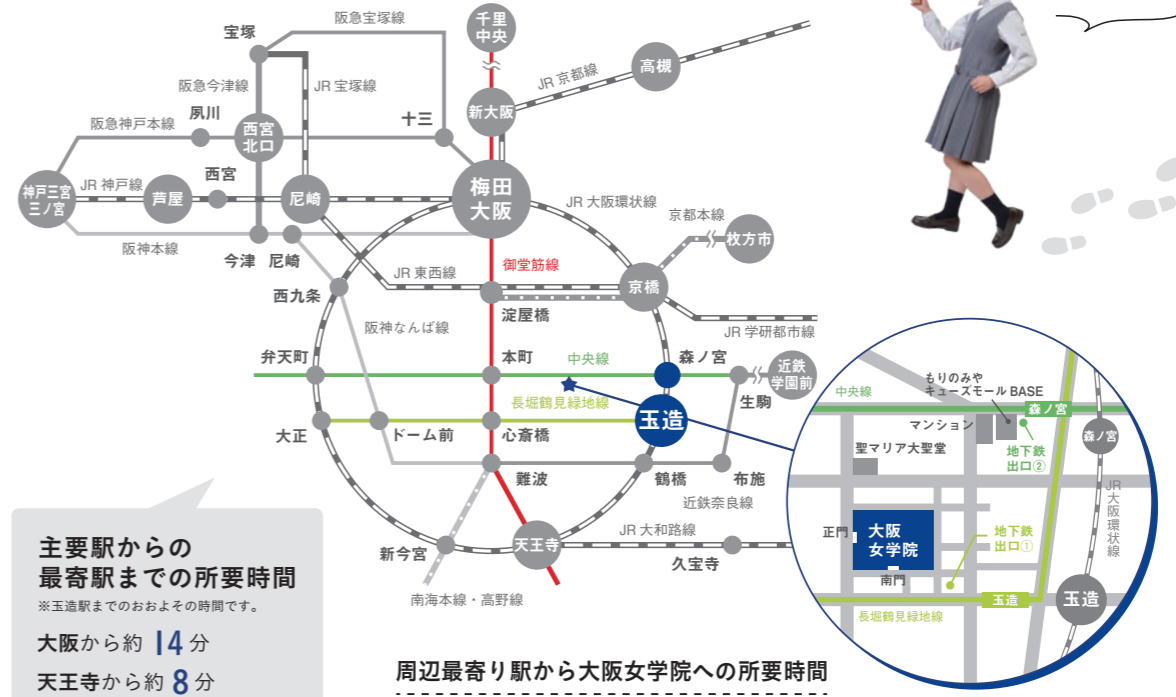 阪急宝塚線
千里
中央
宝塚
JR 京都線
高槻
阪急今津線
JR 宝塚線
新大阪
夙川
阪急神戸本線
西宮
北口
十三
神戸三宮
三ノ宮
JR 神戸線
芦屋
西宮
尼崎
梅田
大阪
JR 大阪環状線
京都本線
枚方市
阪神本線
今津
尼崎
御堂筋線
JR 東西線
京橋
西九条
淀屋橋
阪神なんば線
JR 学研都市線
弁天町
本町
中央線
森ノ宮
近鉄
学園前
生駒
長堀鶴見緑地線
玉造
大正
ドーム前
心斎橋
難波
鶴橋
布施
近鉄奈良線
新今宮
天王寺
JR 大和路線
久宝寺
南海本線・高野線
もりのみや
キューズモール BASE
中央線
森ノ宮
マンション
森ノ宮
聖マリア大聖堂
地下鉄
出口②
JR大阪環状線
正門
大阪
女学院
地下鉄
出口①
南門
玉造
玉造
長堀鶴見緑地線
主要駅からの
最寄駅までの所要時間
※玉造駅までのおおよその時間です。
大阪から約 14 分
天王寺から約 8 分
周辺最寄り駅から大阪女学院への所要時間